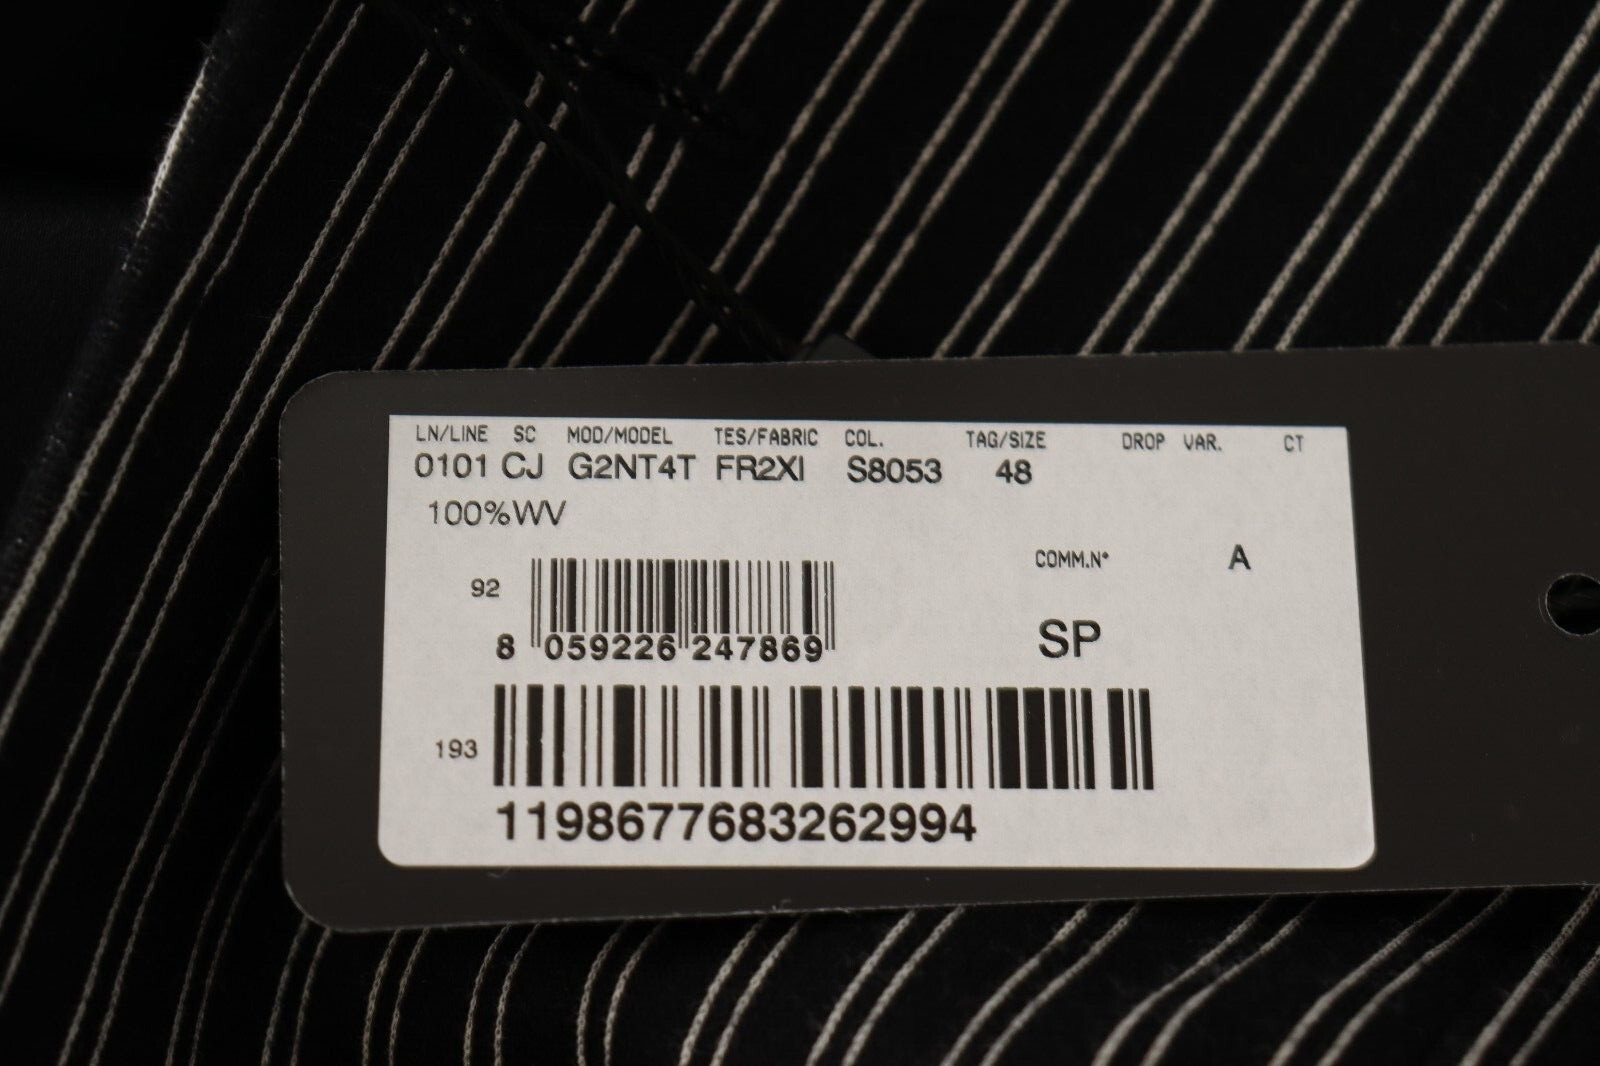 LN/LINE SC MOD/MODEL TES/FABRIC COL. TAG/SIZE DROP VAR. CT
0101 CJ G2NT4T FR2XI S8053 48
100%WV
COMM.N° A
92
8 059226 247869
SP
193
1198677683262994